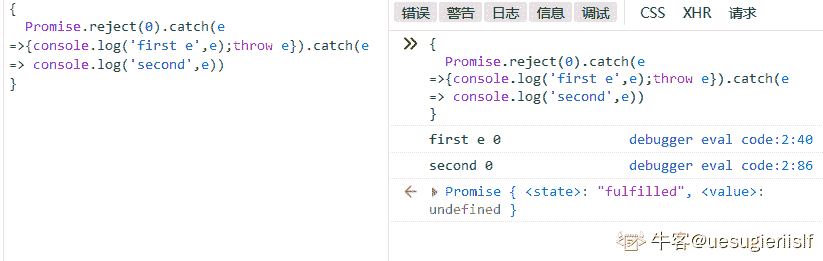 {
Promise.reject(0).catch(e
=>{console.log('first e',e);throw e}).catch(e
=> console.log('second',e))
}
错误 警告 日志 信息 调试 CSS XHR 请求
{
Promise.reject(0).catch(e
=>{console.log('first e',e);throw e}).catch(e
=> console.log('second',e))
}
first e 0 debugger eval code:2:40
second 0 debugger eval code:2:86
Promise { <state>: "fulfilled", <value>:
undefined }
牛客@uesugieriislf